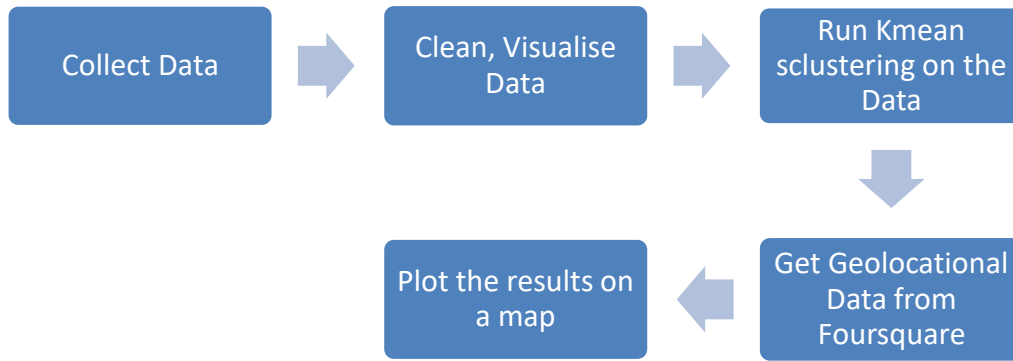 Collect Data
Clean, Visualise
Data
Run Kmean
sclustering on the
Data
Get Geolocational
Data from
Foursquare
Plot the results on
a map